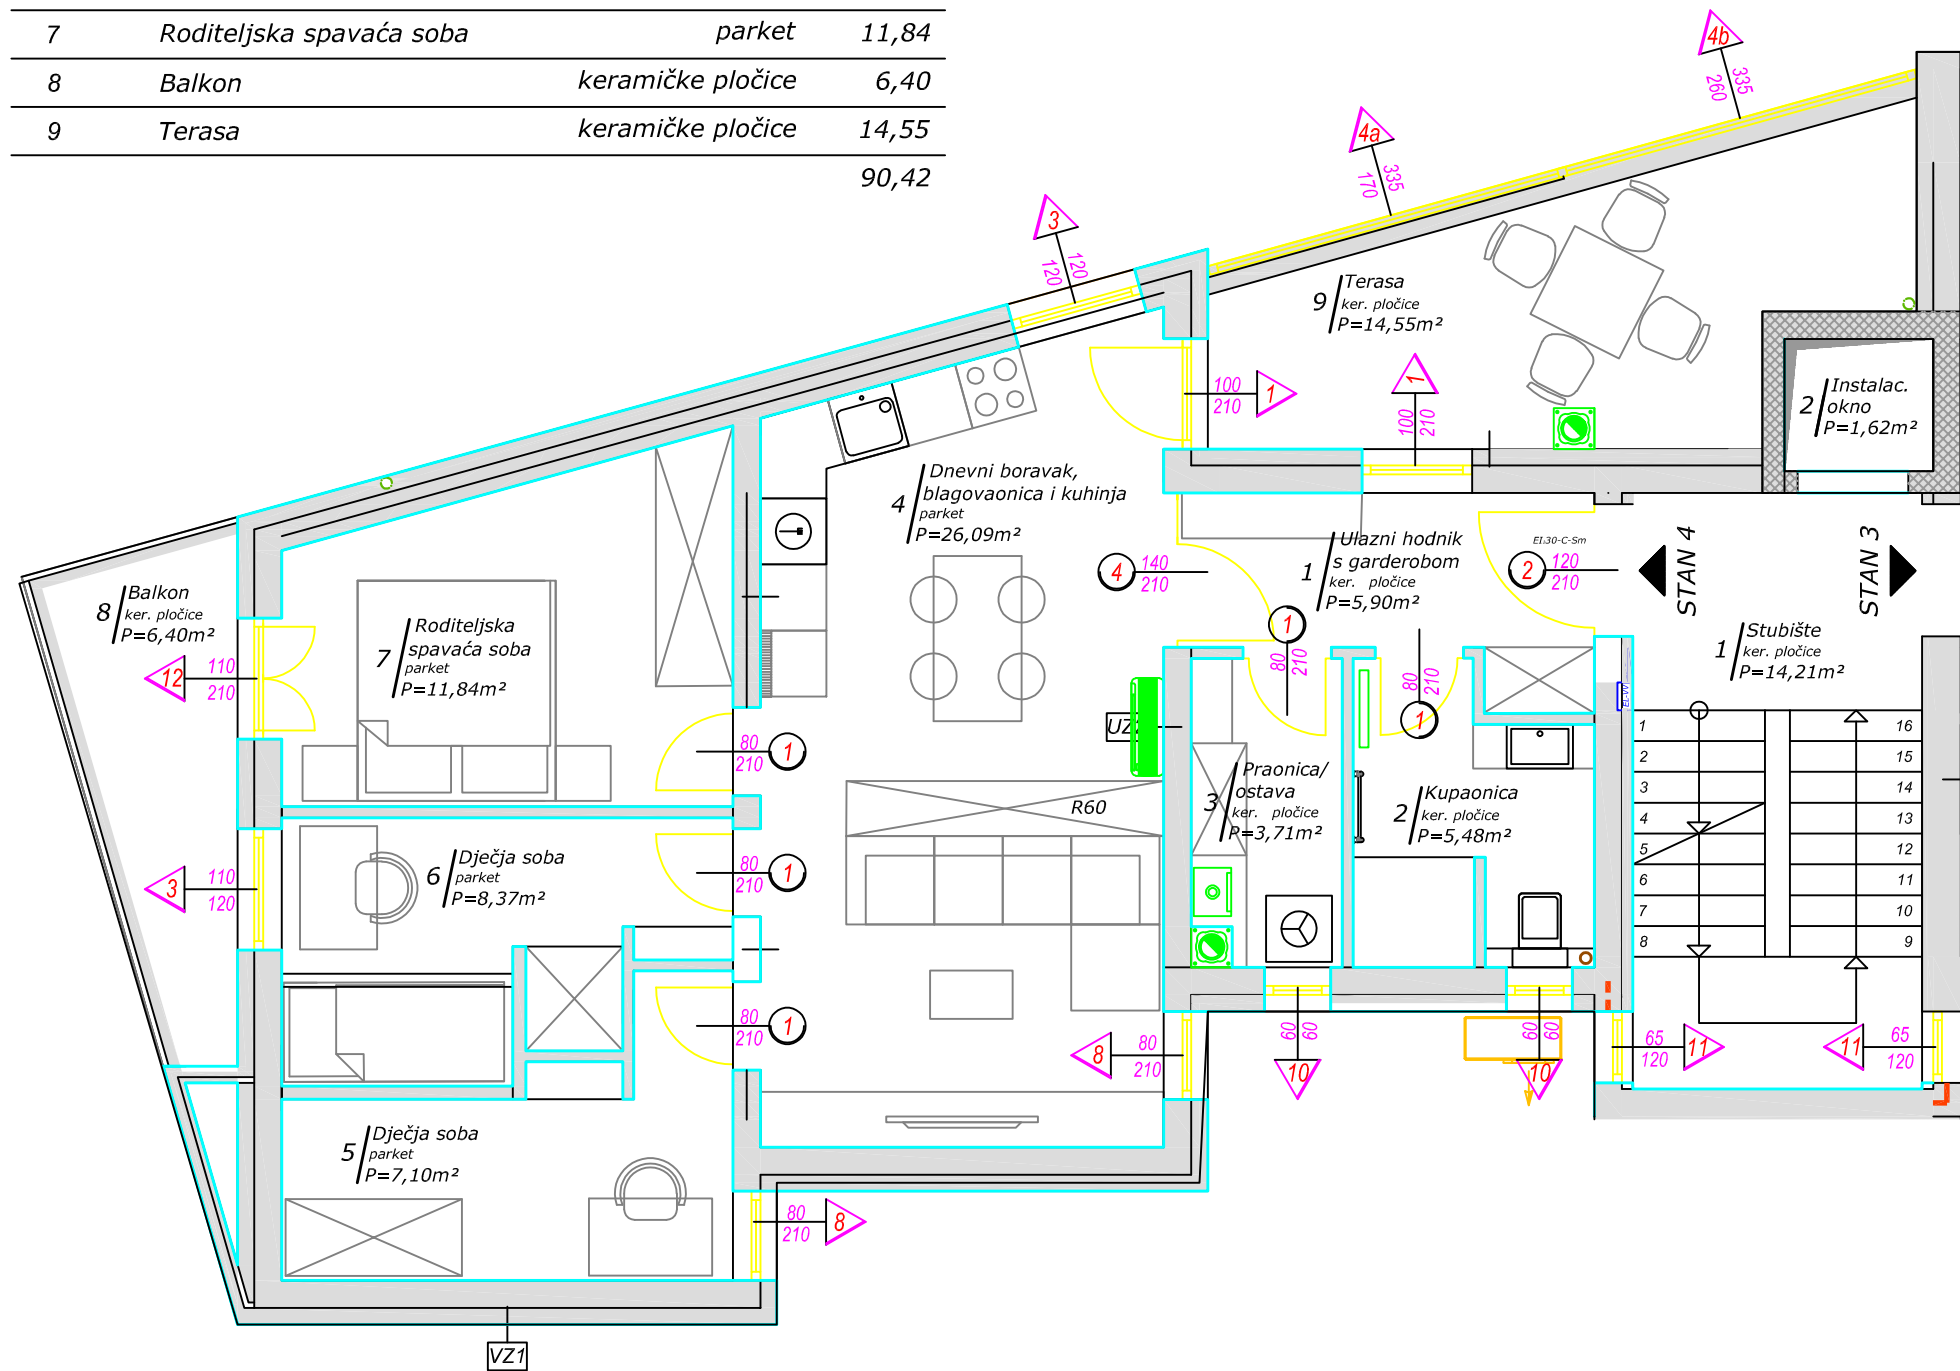 7 Roditeljska spavaća soba parket 11,84
8 Balkon keramičke pločice 6,40
9 Terasa keramičke pločice 14,55
90,42
4b
335
260
4a
335
170
3
120
120
9 Terasa
ker. pločice
P=14,55m²
100
210
1
1
100
210
2 Instalac.
okno
P=1,62m²
4 Dnevni boravak,
blagovaonica i kuhinja
parket
P=26,09m²
1 Ulazni hodnik
s garderobom
ker. pločice
P=5,90m²
4
140
210
2
120
210
STAN 4
STAN 3
8 Balkon
ker. pločice
P=6,40m²
12
110
210
7 Roditeljska
spavaća soba
parket
P=11,84m²
1
80
210
80
210
1
1 Stubište
ker. pločice
P=14,21m²
80
210
1
R60
3 Praonica/
ostava
ker. pločice
P=3,71m²
2 Kupaonica
ker. pločice
P=5,48m²
1 16
2 15
3 14
4 13
5 12
6 11
7 10
8 9
3
110
120
6 Dječja soba
parket
P=8,37m²
80
210
1
80
210
1
8
80
210
60
60
10
60
60
10
65
120
11
11
65
120
5 Dječja soba
parket
P=7,10m²
80
210
8
VZ1